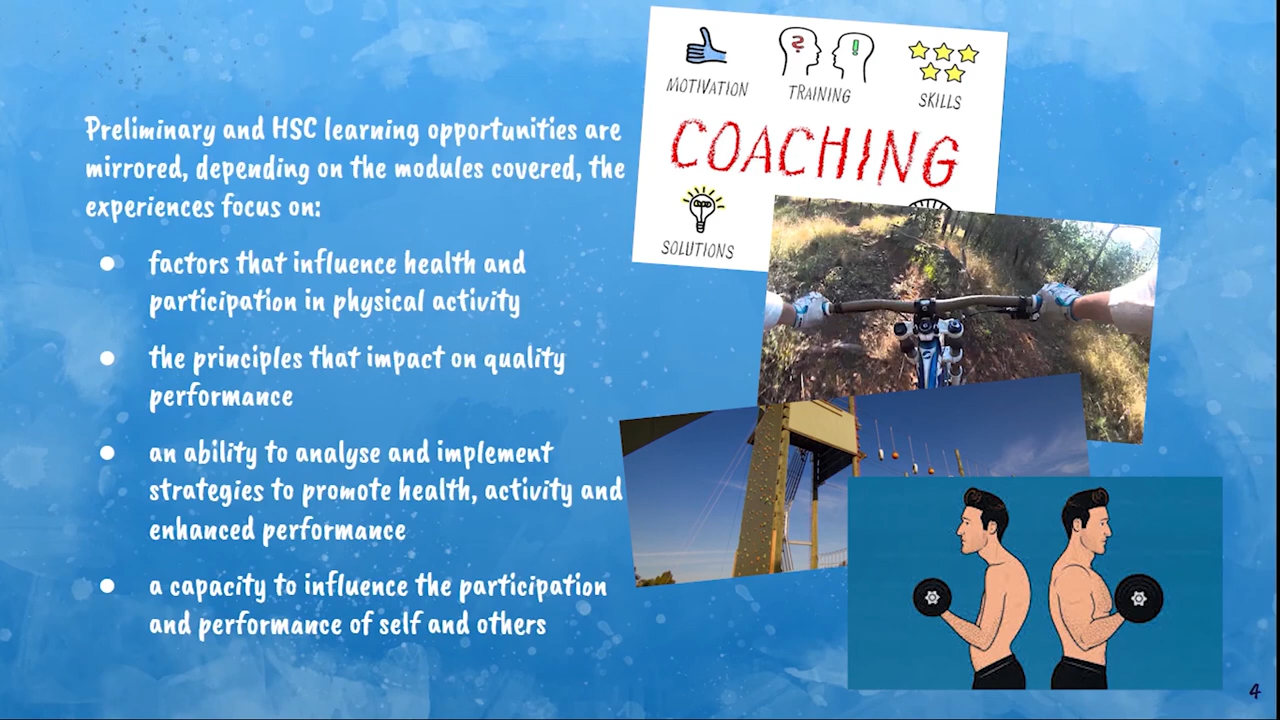 Preliminary and HSC learning opportunities are
mirrored, depending on the modules covered, the
experiences focus on:
● factors that influence health and
participation in physical activity
● the principles that impact on quality
performance
● an ability to analyse and implement
strategies to promote health, activity and
enhanced performance
● a capacity to influence the participation
and performance of self and others
MOTIVATION
TRAINING
SKILLS
COACHING
SOLUTIONS
4